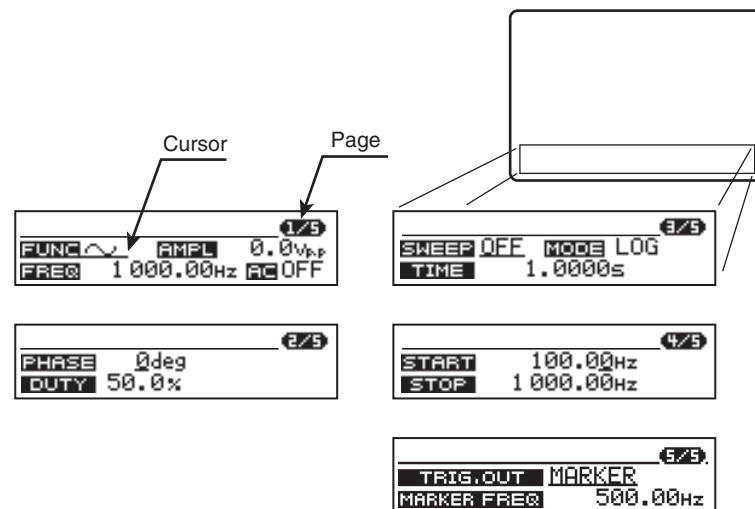 Cursor
Page
1/5
FUNC AMPL 0.0Vp.p
FREQ 1 000.00Hz AC OFF
2/5
PHASE 0deg
DUTY 50.0%
3/5
SWEEP OFF MODE LOG
TIME 1.0000s
4/5
START 100.00Hz
STOP 1 000.00Hz
5/5
TRIG.OUT MARKER
MARKER FREQ 500.00Hz